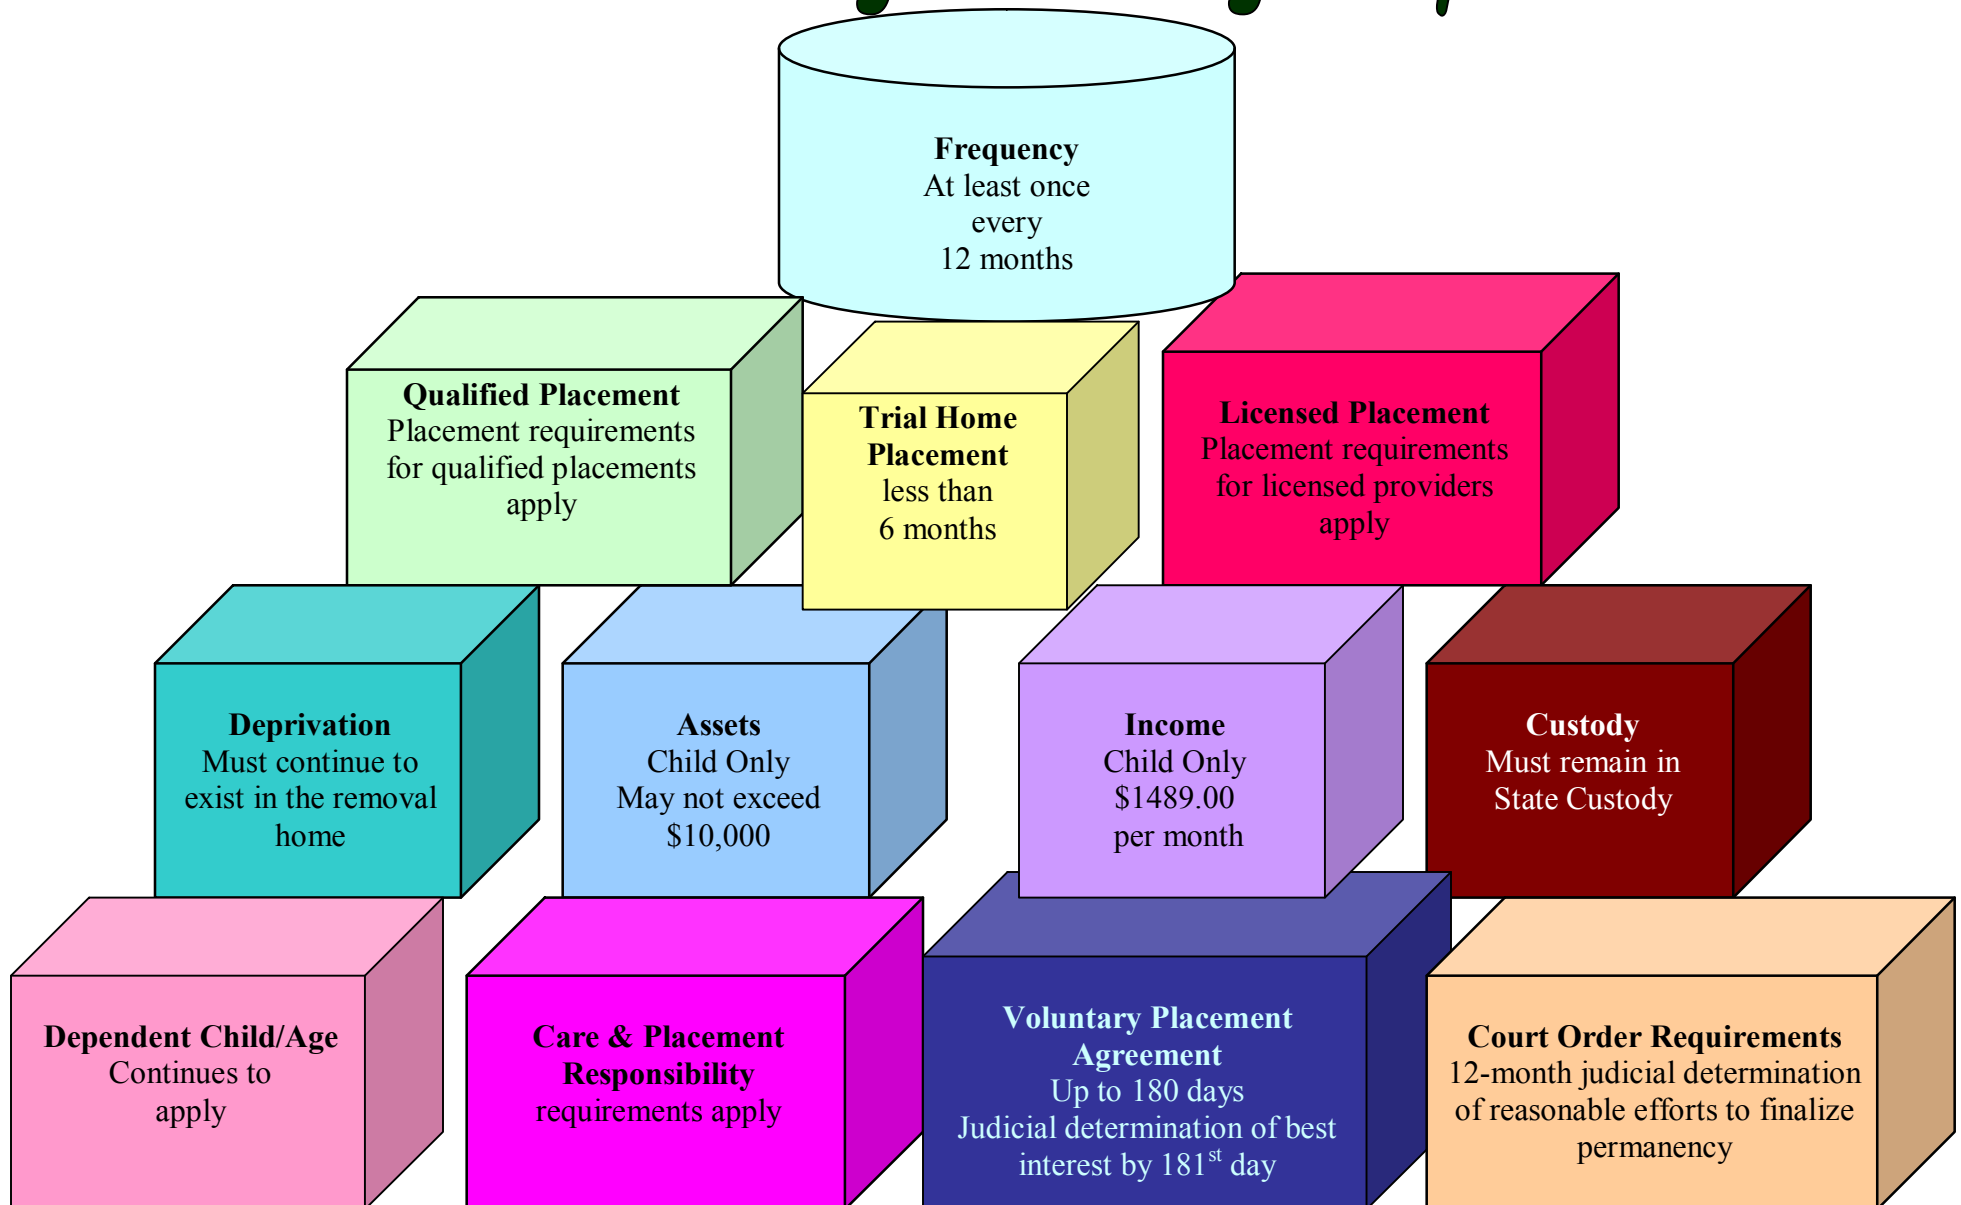 Frequency
At least once
every
12 months
Qualified Placement
Placement requirements
for qualified placements
apply
Trial Home
Placement
less than
6 months
Licensed Placement
Placement requirements
for licensed providers
apply
Deprivation
Must continue to
exist in the removal
home
Assets
Child Only
May not exceed
$10,000
Income
Child Only
$1489.00
per month
Custody
Must remain in
State Custody
Dependent Child/Age
Continues to
apply
Care & Placement
Responsibility
requirements apply
Voluntary Placement
Agreement
Up to 180 days
Judicial determination of best
interest by 181st day
Court Order Requirements
12-month judicial determination
of reasonable efforts to finalize
permanency